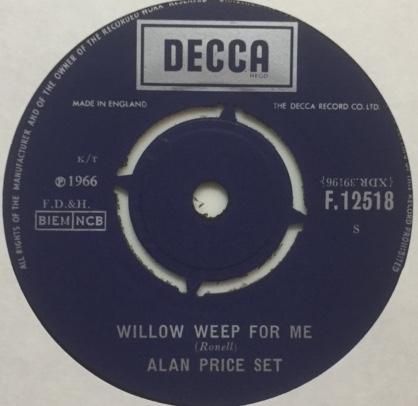 ALL RIGHTS OF THE MANUFACTURER AND OF THE OWNER OF THE RECORDED WORK RESERVED
DECCA
REGD
MADE IN ENGLAND
THE DECCA RECORD CO. LTD.
K/T
℗1966
F.D.&H.
BIEM NCB
{XDR.39196}
F.12518
S
RECORD PROHIBITED
WILLOW WEEP FOR ME
(Ronell)
ALAN PRICE SET